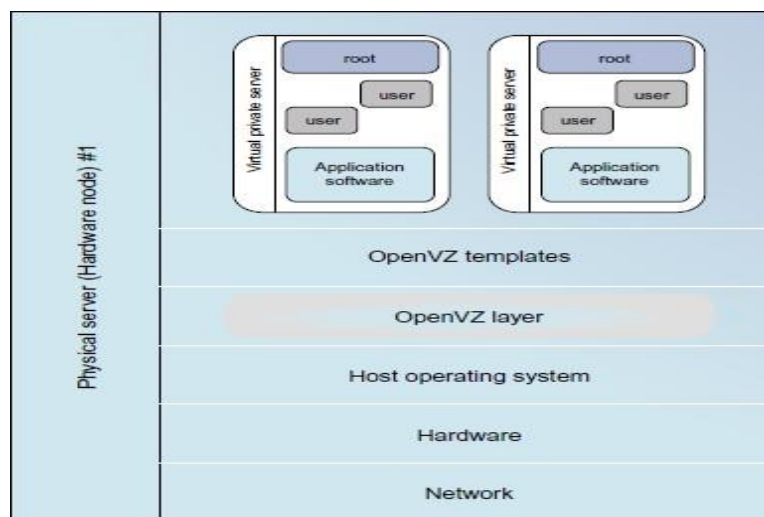 Physical server (Hardware node) #1
Virtual private server
root
user
user
Application
software
Virtual private server
root
user
user
Application
software
OpenVZ templates
OpenVZ layer
Host operating system
Hardware
Network